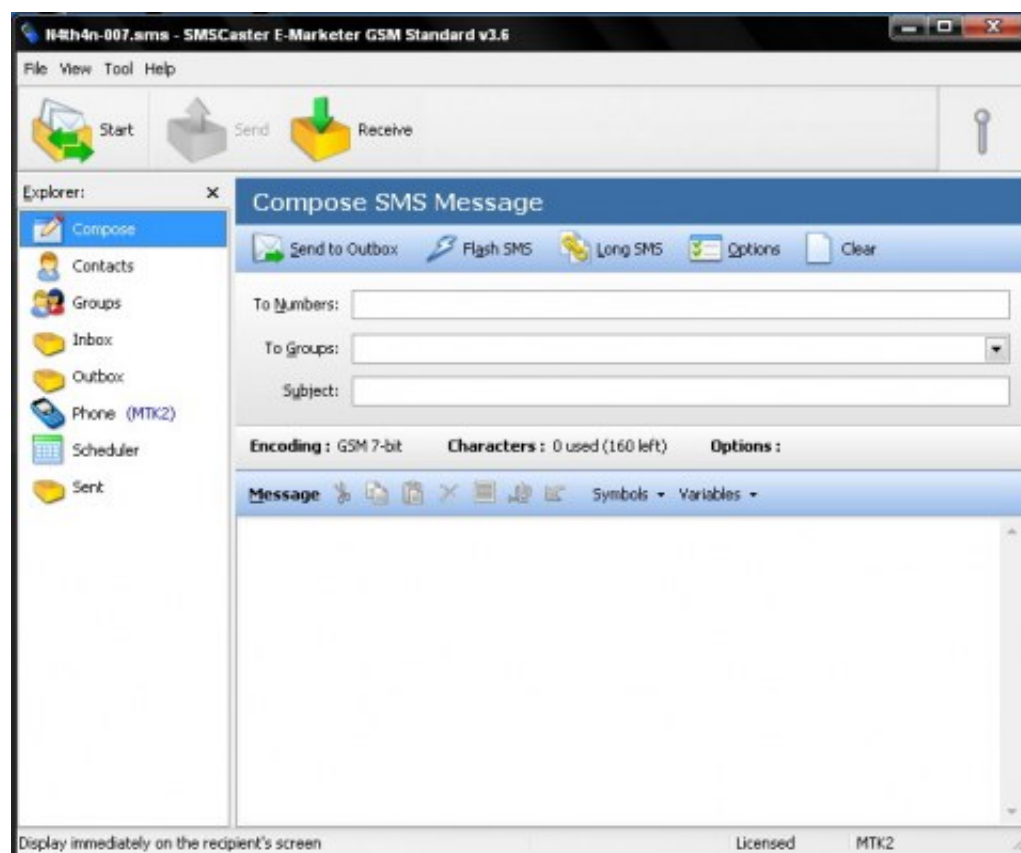 N4th4n-007.sms - SMSCaster E-Marketer GSM Standard v3.6
File View Tool Help
Start Send Receive
Explorer:
Compose
Contacts
Groups
Inbox
Outbox
Phone (MTK2)
Scheduler
Sent
Compose SMS Message
Send to Outbox Flash SMS Long SMS Options Clear
To Numbers:
To Groups:
Subject:
Encoding : GSM 7-bit Characters : 0 used (160 left) Options :
Message Symbols Variables
Display immediately on the recipient's screen Licensed MTK2